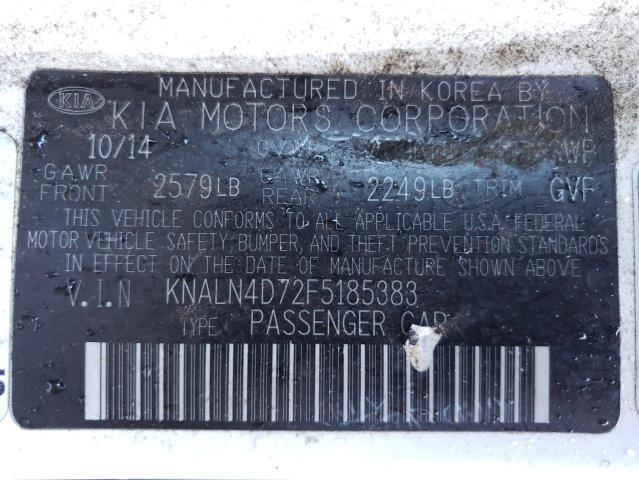 MANUFACTURED IN KOREA BY
KIA
KIA MOTORS CORPORATION
10/14
G.A.WR FRONT 2579LB G.A.WR REAR 2249LB TRIM GVF
THIS VEHICLE CONFORMS TO ALL APPLICABLE U.S.A. FEDERAL
MOTOR VEHICLE SAFETY, BUMPER, AND THEFT PREVENTION STANDARDS
IN EFFECT ON THE DATE OF MANUFACTURE SHOWN ABOVE
V.I.N KNALN4D72F5185383
TYPE PASSENGER CAR